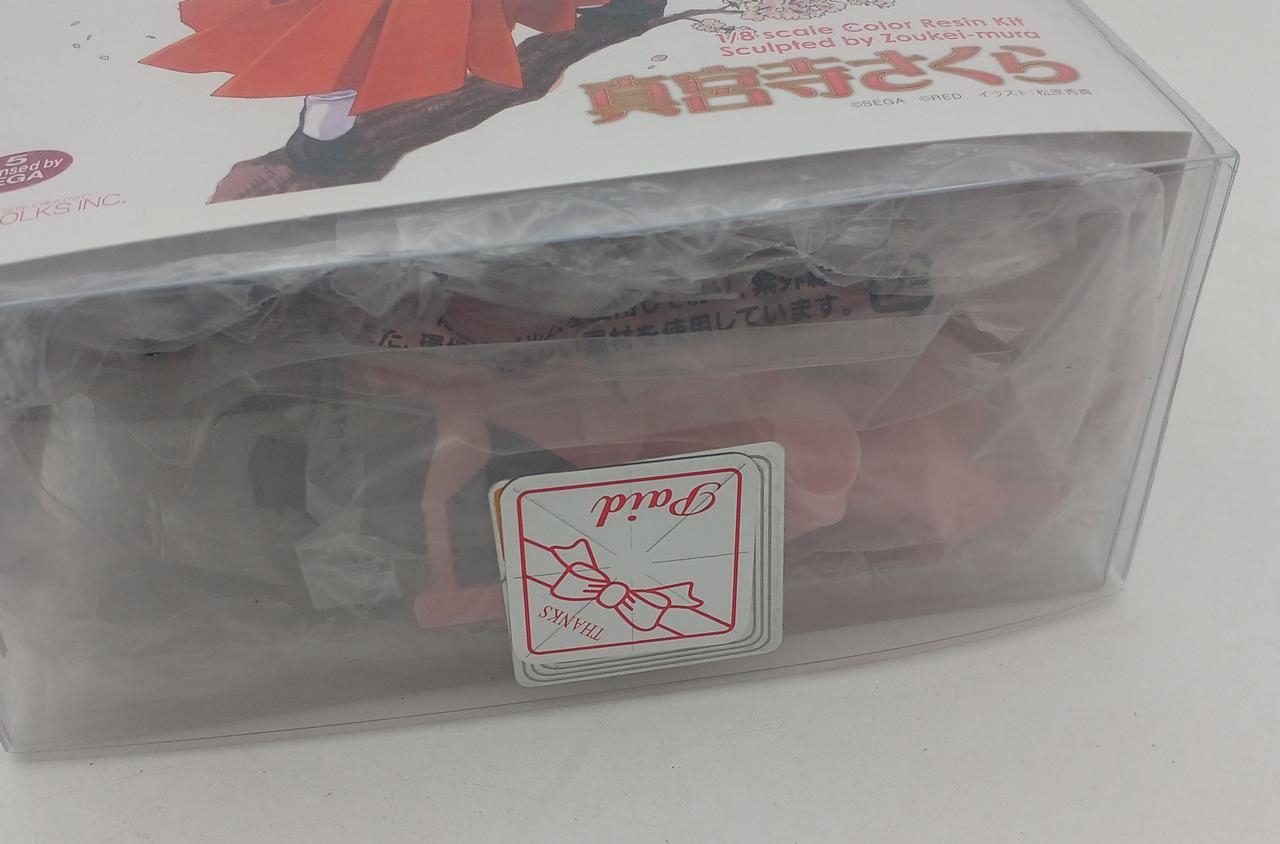 1/8 scale Color Resin Kit
Sculpted by Zoukei-mura
真宮寺さくら
©SEGA ©RED イラスト:松原秀典
5
nsed by
EGA
OLKS INC.
素材を使用しています。
Paid
THANKS